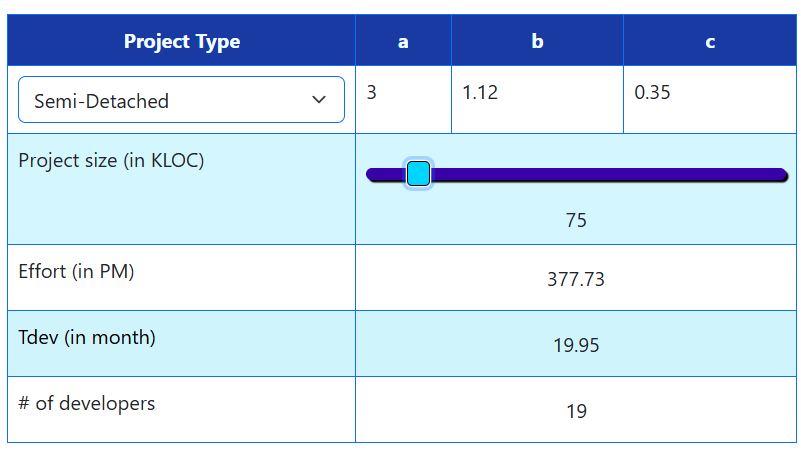 Project Type a b c
Semi-Detached 3 1.12 0.35
Project size (in KLOC)
75
Effort (in PM) 377.73
Tdev (in month) 19.95
# of developers 19